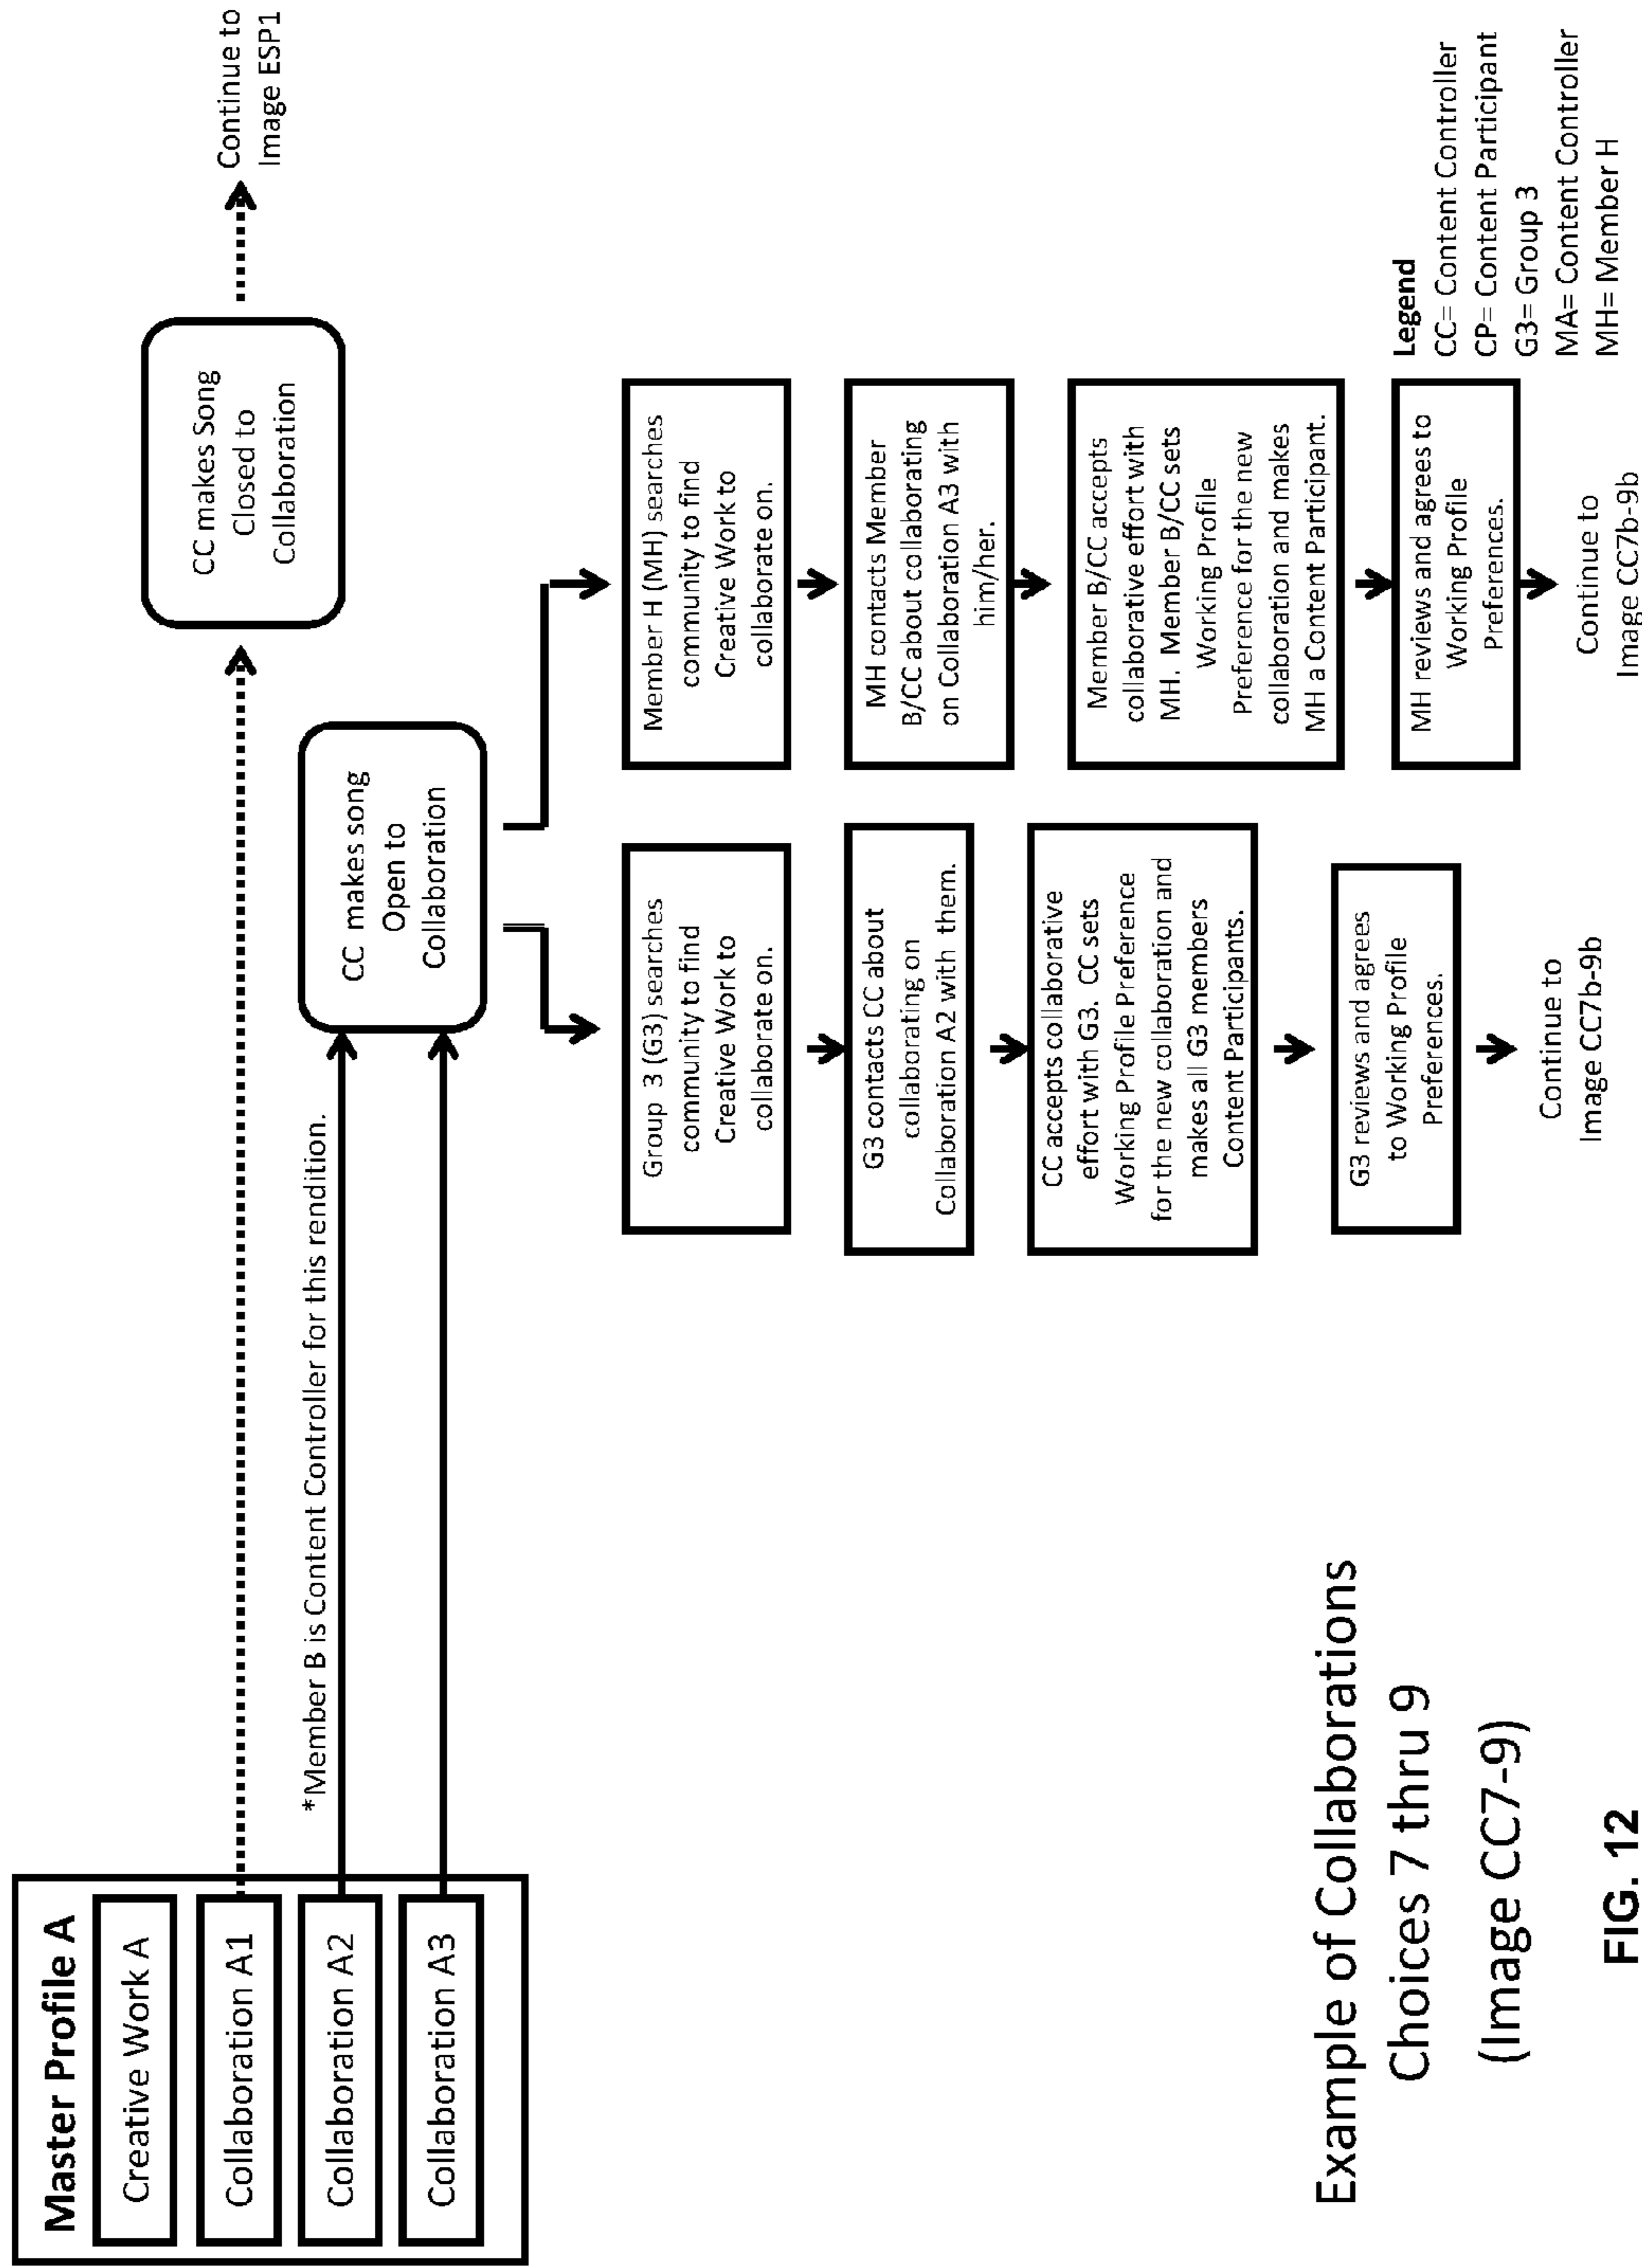 Master Profile A
Creative Work A
Collaboration A1
Collaboration A2
Collaboration A3
*Member B is Content Controller for this rendition.
CC makes Song
Closed to
Collaboration
Continue to
Image ESP1
CC makes song
Open to
Collaboration
Group 3 (G3) searches
community to find
Creative Work to
collaborate on.
G3 contacts CC about
collaborating on
Collaboration A2 with them.
CC accepts collaborative
effort with G3. CC sets
Working Profile Preference
for the new collaboration and
makes all G3 members
Content Participants.
G3 reviews and agrees
to Working Profile
Preferences.
Continue to
Image CC7b-9b
Member H (MH) searches
community to find
Creative Work to
collaborate on.
MH contacts Member
B/CC about collaborating
on Collaboration A3 with
him/her.
Member B/CC accepts
collaborative effort with
MH. Member B/CC sets
Working Profile
Preference for the new
collaboration and makes
MH a Content Participant.
MH reviews and agrees to
Working Profile
Preferences.
Continue to
Image CC7b-9b
Legend
CC= Content Controller
CP= Content Participant
G3= Group 3
MA= Content Controller
MH= Member H
Example of Collaborations
Choices 7 thru 9
(Image CC7-9)
FIG. 12